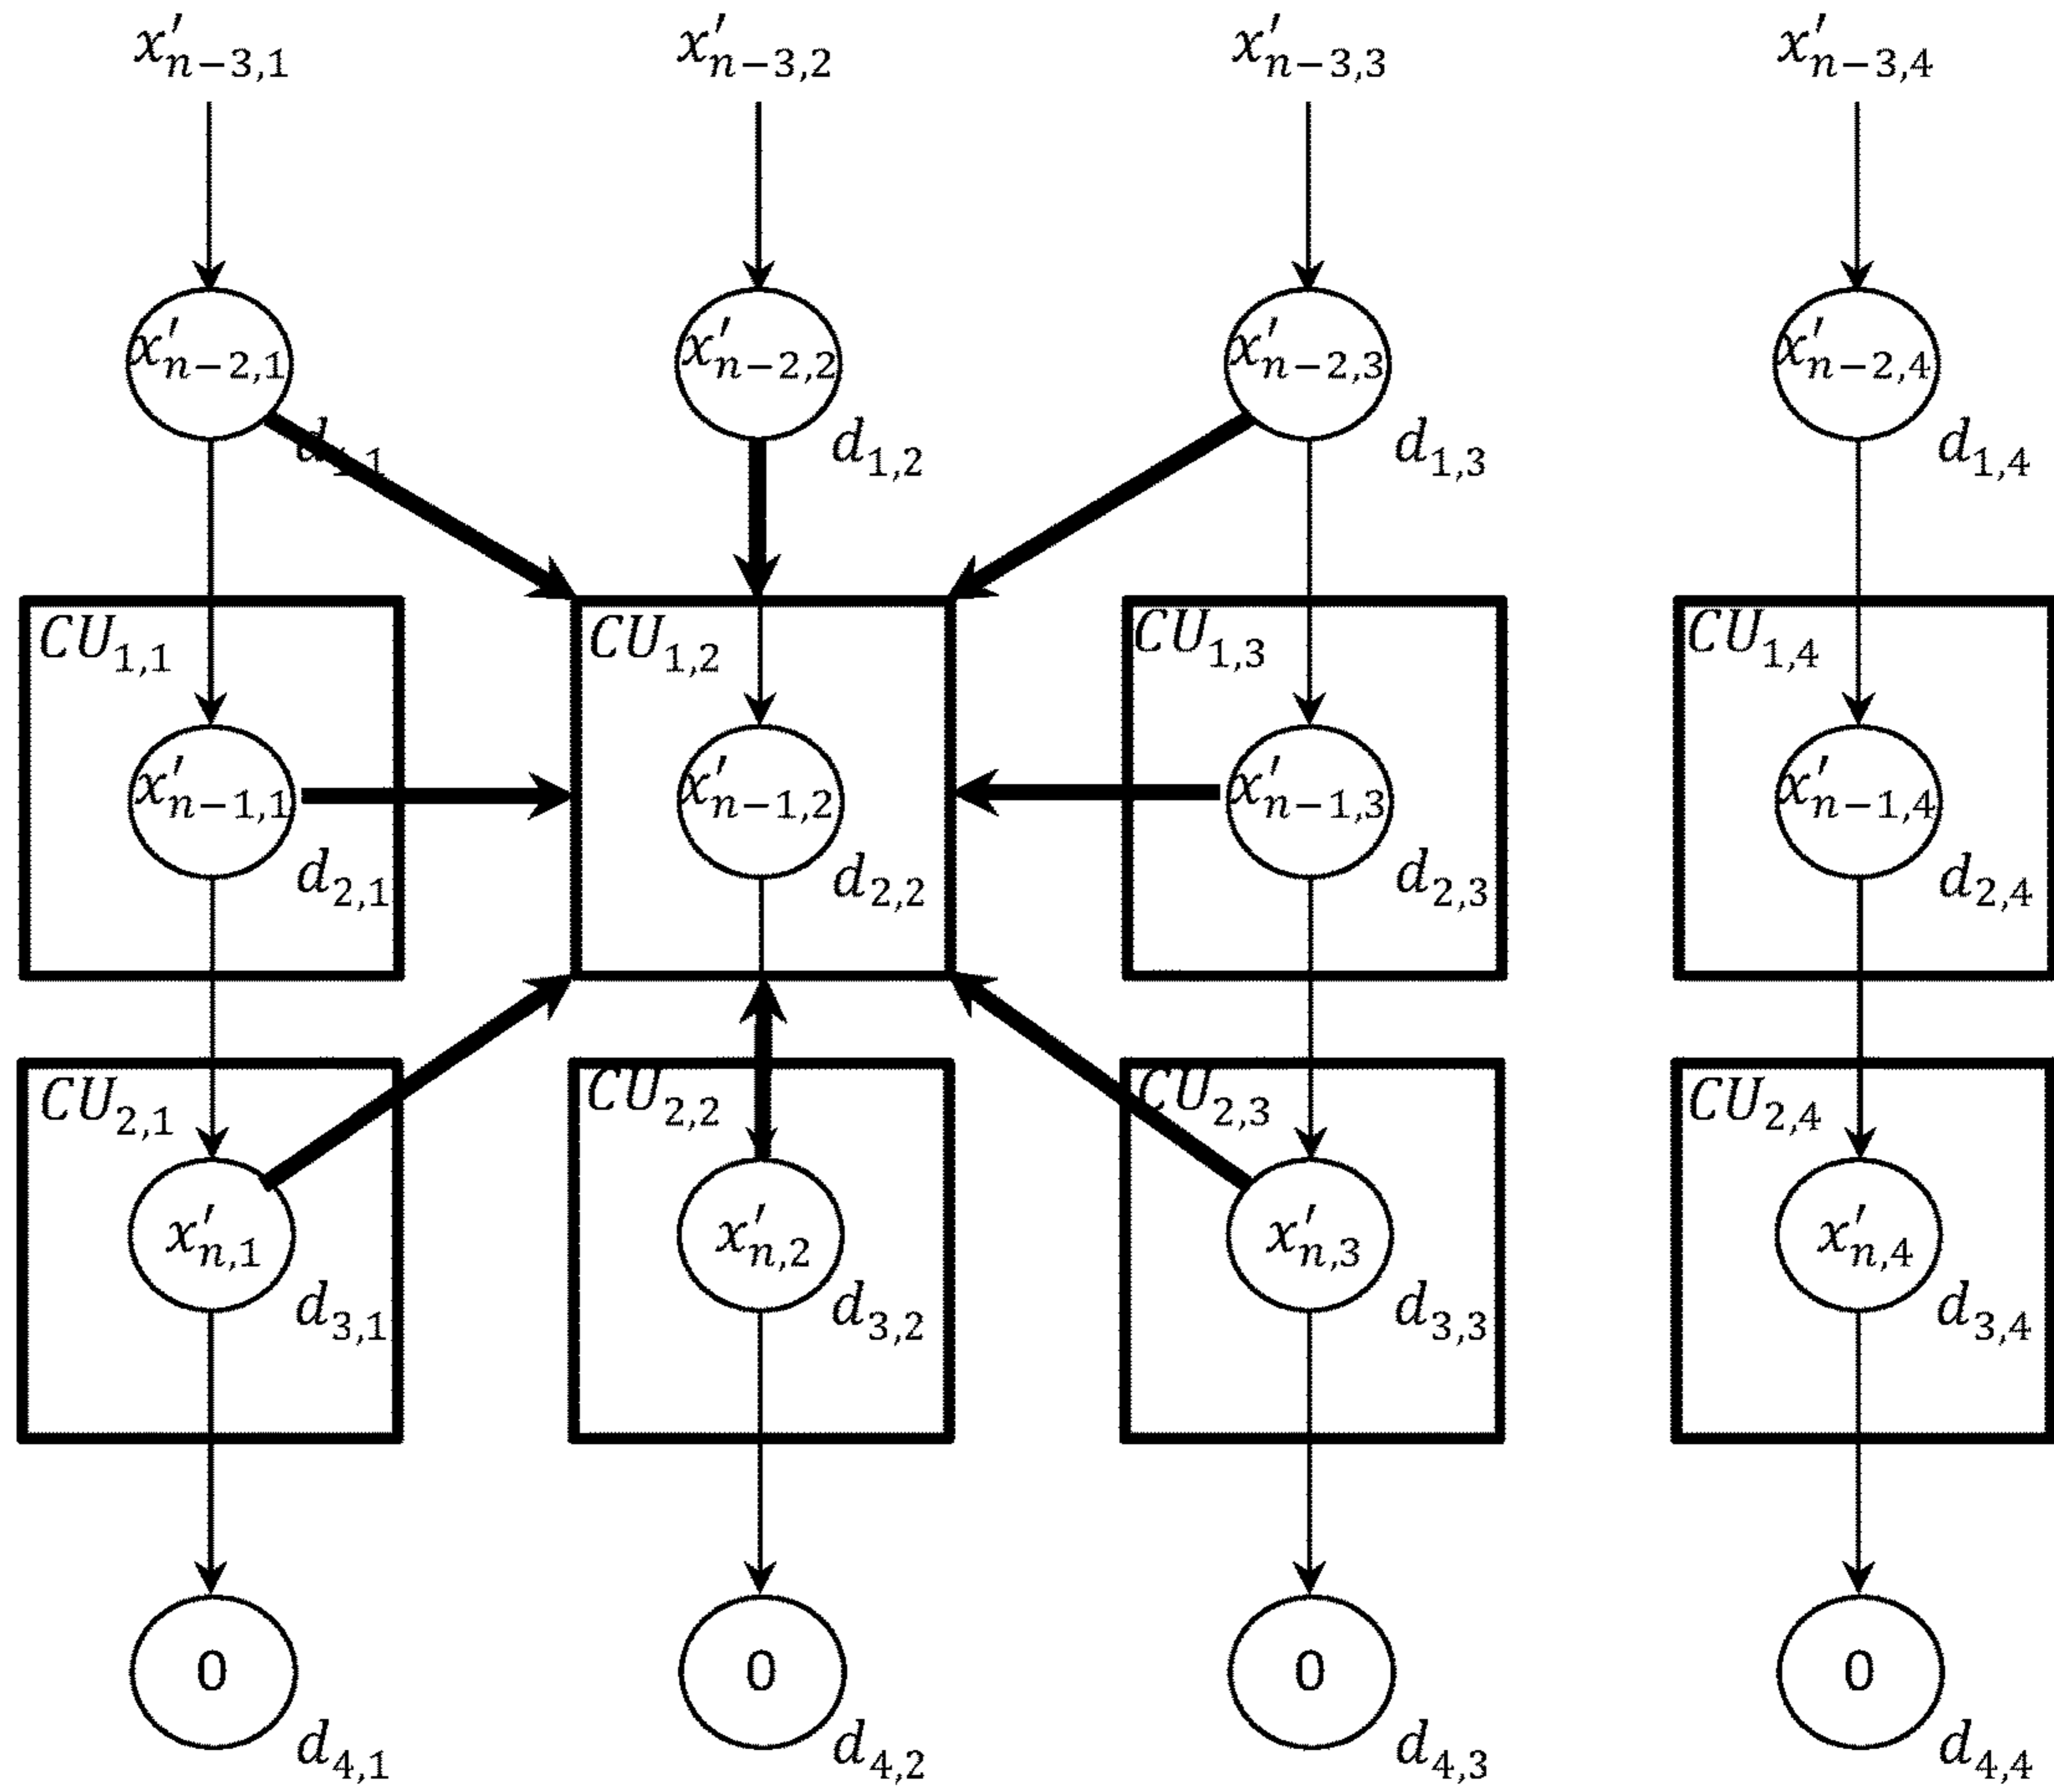 x′n−3,1 x′n−3,2 x′n−3,3 x′n−3,4
x′n−2,1 x′n−2,2 x′n−2,3 x′n−2,4
d1,1 d1,2 d1,3 d1,4
CU1,1 CU1,2 CU1,3 CU1,4
x′n−1,1 x′n−1,2 x′n−1,3 x′n−1,4
d2,1 d2,2 d2,3 d2,4
CU2,1 CU2,2 CU2,3 CU2,4
x′n,1 x′n,2 x′n,3 x′n,4
d3,1 d3,2 d3,3 d3,4
0 0 0 0
d4,1 d4,2 d4,3 d4,4